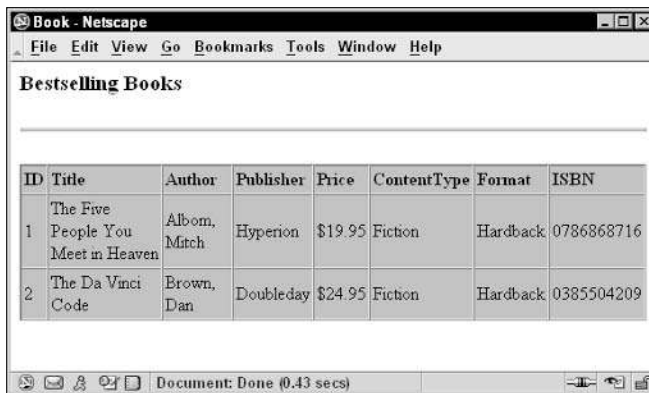 Book - Netscape
File Edit View Go Bookmarks Tools Window Help
Bestselling Books
ID Title Author Publisher Price ContentType Format ISBN
1 The Five People You Meet in Heaven Albom, Mitch Hyperion $19.95 Fiction Hardback 0786868716
2 The Da Vinci Code Brown, Dan Doubleday $24.95 Fiction Hardback 0385504209
Document: Done (0.43 secs)